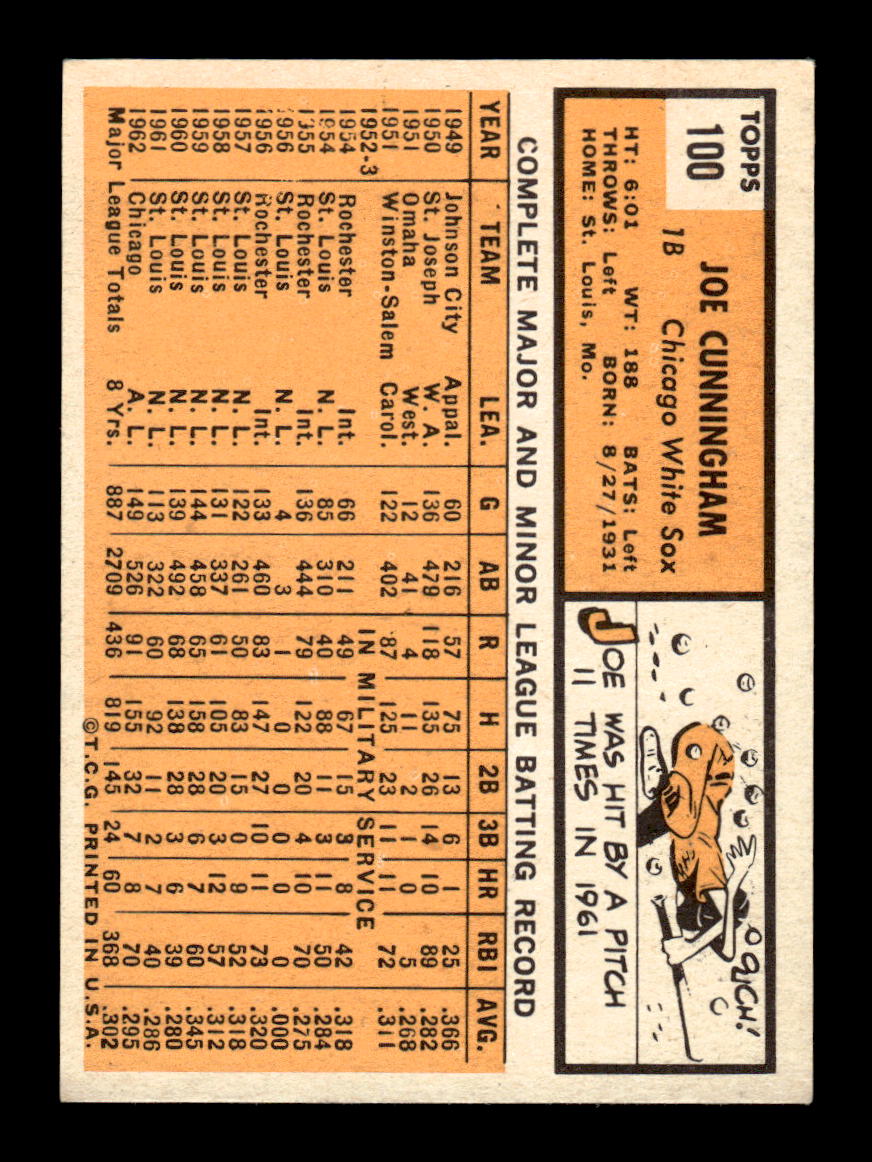 TOPPS
100
JOE CUNNINGHAM
1B Chicago White Sox
HT: 6:01 WT: 188 BATS: Left
THROWS: Left BORN: 8/27/1931
HOME: St. Louis, Mo.
OUCH!
JOE WAS HIT BY A PITCH
11 TIMES IN 1961
COMPLETE MAJOR AND MINOR LEAGUE BATTING RECORD
YEAR TEAM LEA. G AB R H 2B 3B HR RBI AVG.
1949 Johnson City Appal. 60 216 57 75 13 6 1 25 .366
1950 St. Joseph W. A. 136 479 118 135 26 14 10 89 .282
1951 Omaha West. 12 41 4 11 2 1 0 5 .268
1951 Winston-Salem Carol. 122 402 87 125 23 11 11 72 .311
1952-3 IN MILITARY SERVICE
1954 Rochester Int. 66 211 49 67 15 3 8 42 .318
1954 St. Louis N. L. 85 310 40 88 11 3 11 50 .284
1955 Rochester Int. 136 444 79 122 20 4 10 70 .275
1956 St. Louis N. L. 4 3 1 0 0 0 0 0 .000
1956 Rochester Int. 133 460 83 147 27 10 11 73 .320
1957 St. Louis N. L. 122 261 50 83 15 0 9 52 .318
1958 St. Louis N. L. 131 337 61 105 20 3 12 57 .312
1959 St. Louis N. L. 144 458 65 158 28 6 7 60 .345
1960 St. Louis N. L. 139 492 68 138 28 3 6 39 .280
1961 St. Louis N. L. 113 322 60 92 11 2 7 40 .286
1962 Chicago A. L. 149 526 91 155 32 7 8 70 .295
Major League Totals 8 Yrs. 887 2709 436 819 145 24 60 368 .302
©T.C.G. PRINTED IN U.S.A.